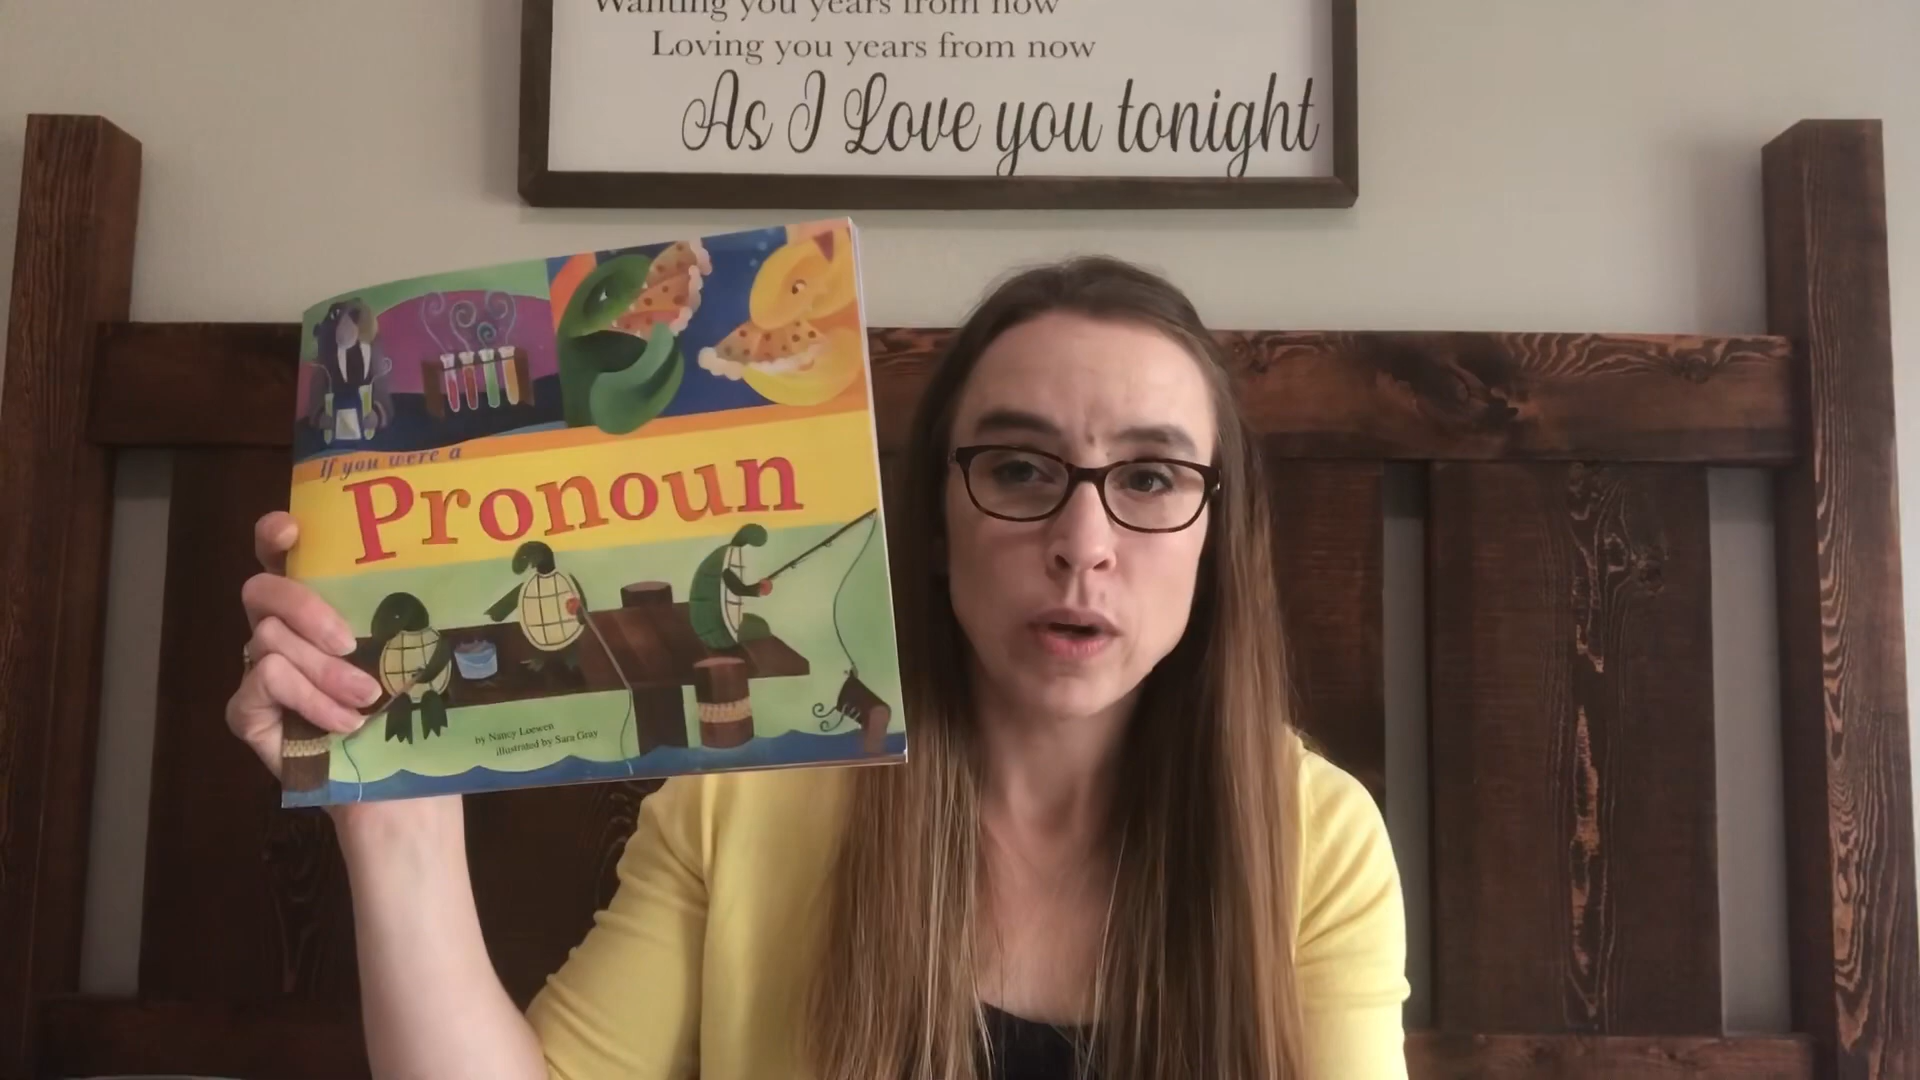 Wanting you years from now
Loving you years from now
As I Love you tonight
If you were a
Pronoun
by Nancy Loewen
illustrated by Sara Gray